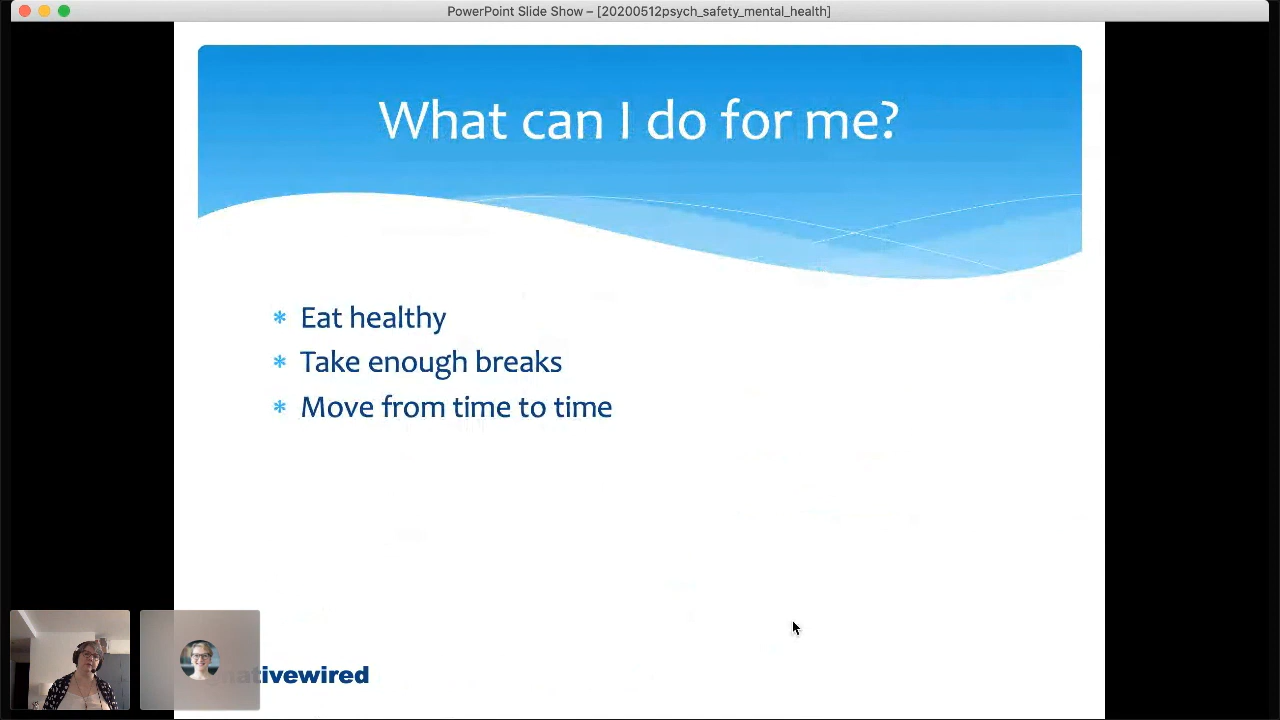 PowerPoint Slide Show – [20200512psych_safety_mental_health]
What can I do for me?
* Eat healthy
* Take enough breaks
* Move from time to time
nativewired